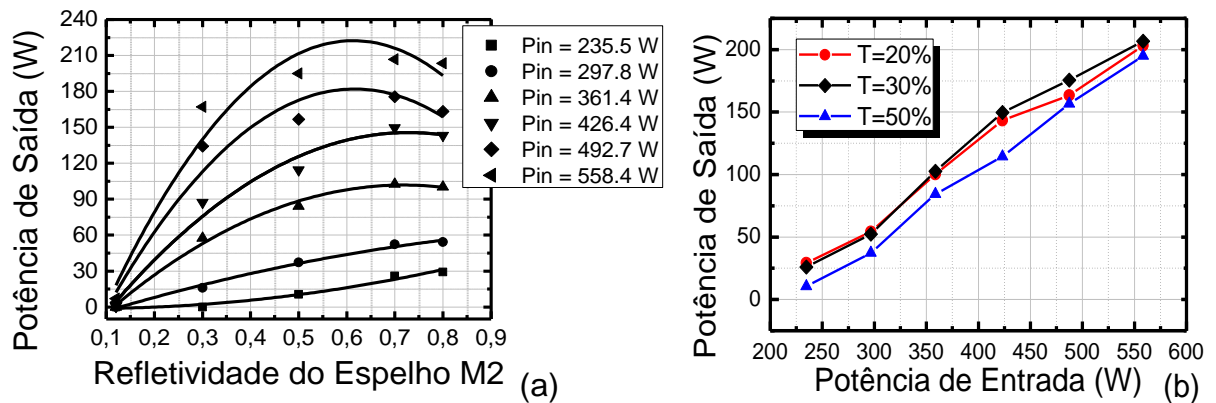 Potência de Saída (W)
240
210
180
150
120
90
60
30
0
0,1 0,2 0,3 0,4 0,5 0,6 0,7 0,8 0,9
Refletividade do Espelho M2 (a)
Pin = 235.5 W
Pin = 297.8 W
Pin = 361.4 W
Pin = 426.4 W
Pin = 492.7 W
Pin = 558.4 W
Potência de Saída (W)
200
150
100
50
0
T=20%
T=30%
T=50%
200 250 300 350 400 450 500 550 600
Potência de Entrada (W) (b)